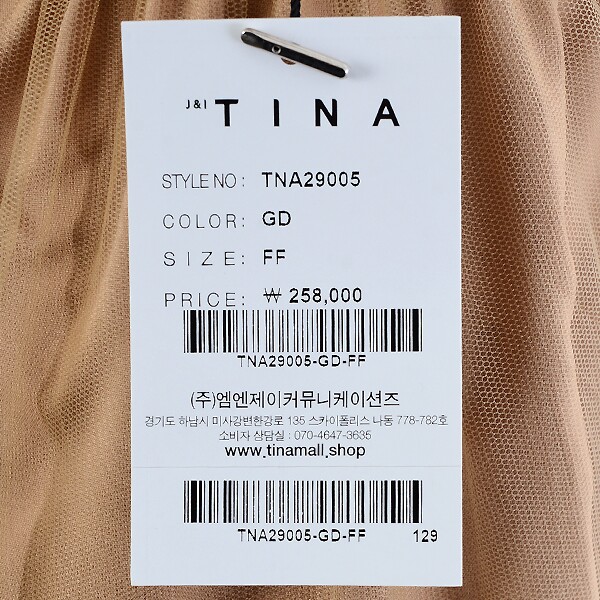 J&I TINA
STYLE NO: TNA29005
COLOR: GD
SIZE: FF
PRICE: ₩ 258,000
TNA29005-GD-FF
(주)엠엔제이커뮤니케이션즈
경기도 하남시 미사강변한강로 135 스카이폴리스 나동 778-782호
소비자 상담실 : 070-4647-3635
www.tinamall.shop
TNA29005-GD-FF 129